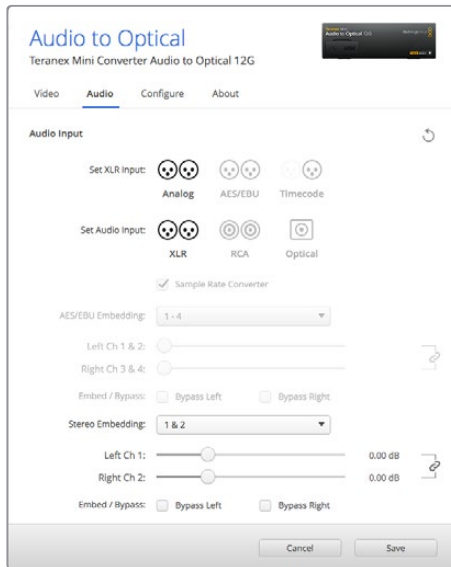 Audio to Optical
Teranex Mini Converter Audio to Optical 12G
Video Audio Configure About
Audio Input
Set XLR Input:
Analog AES/EBU Timecode
Set Audio Input:
XLR RCA Optical
Sample Rate Converter
AES/EBU Embedding: 1 - 4
Left Ch 1 & 2:
Right Ch 3 & 4:
Embed / Bypass: Bypass Left Bypass Right
Stereo Embedding: 1 & 2
Left Ch 1: 0.00 dB
Right Ch 2: 0.00 dB
Embed / Bypass: Bypass Left Bypass Right
Cancel Save